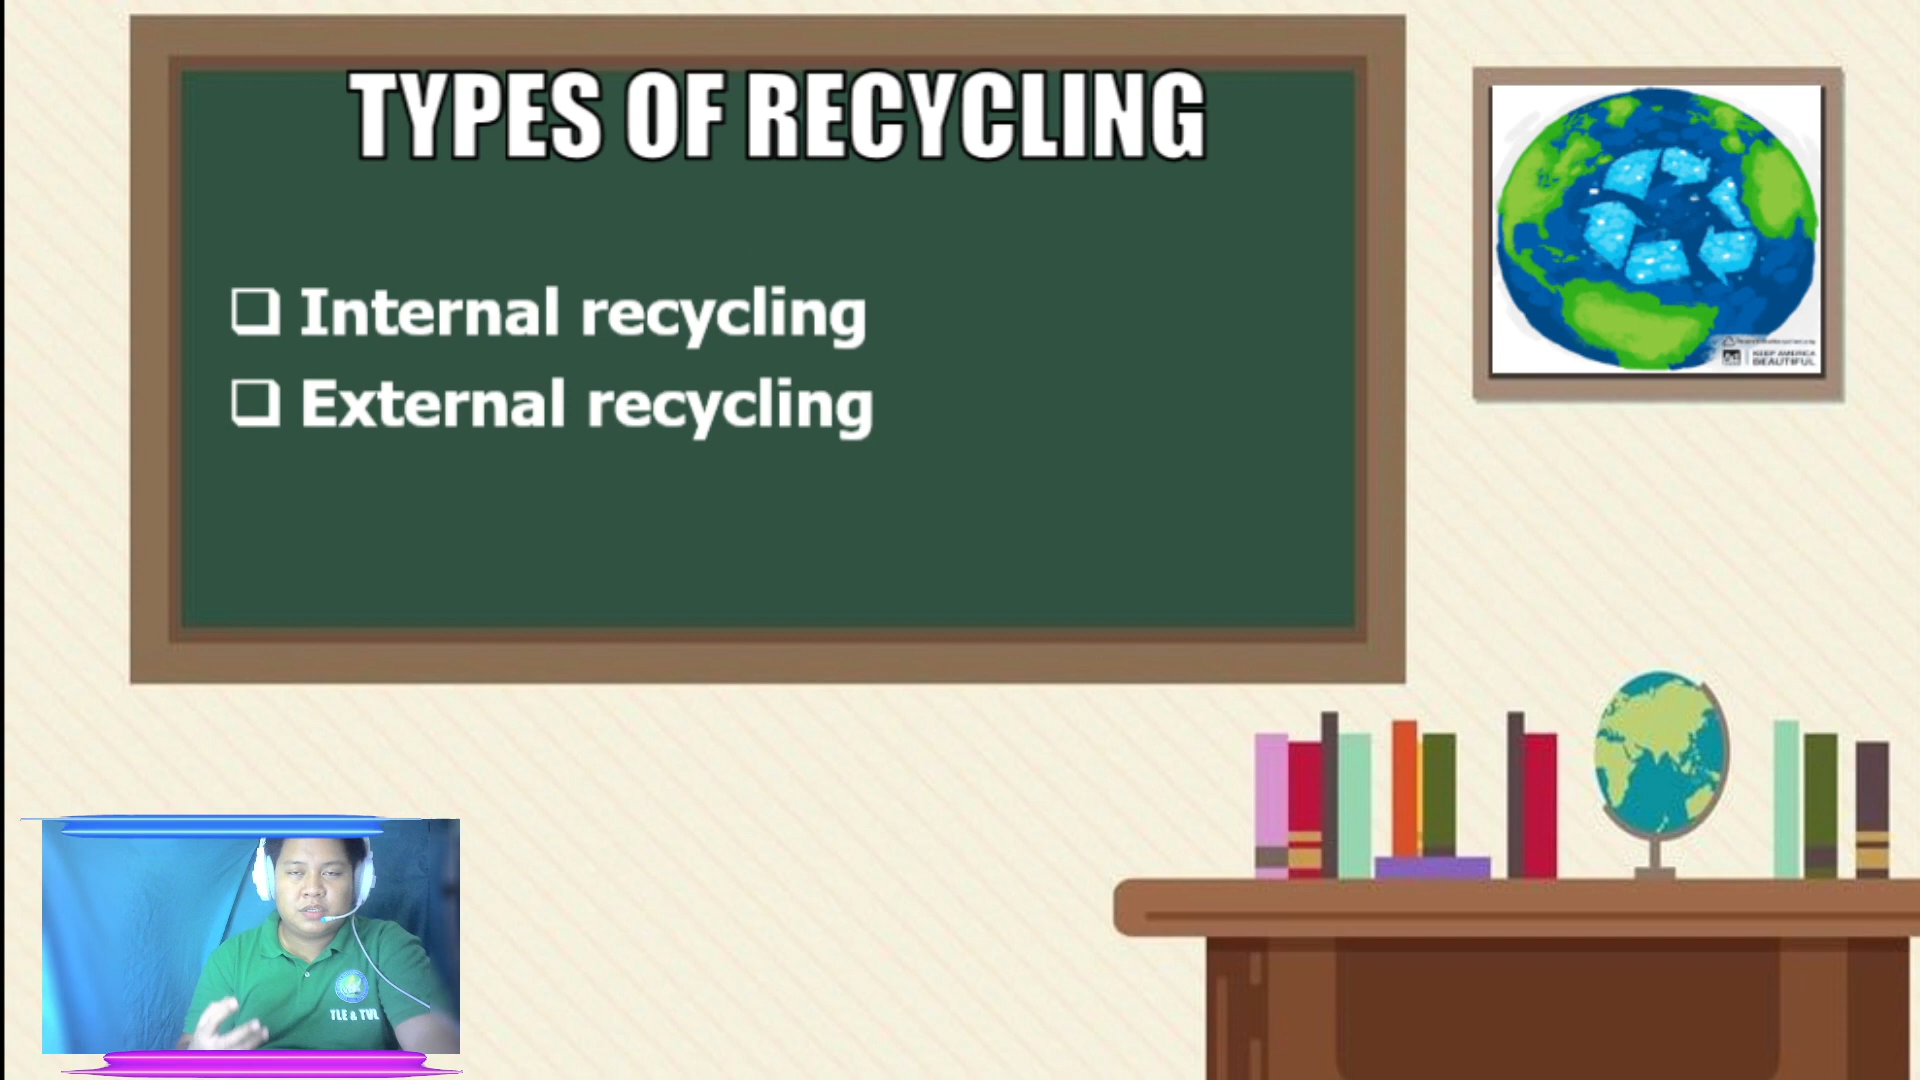 TYPES OF RECYCLING
❑ Internal recycling
❑ External recycling
KEEP AMERICA
BEAUTIFUL
TLE & TVL